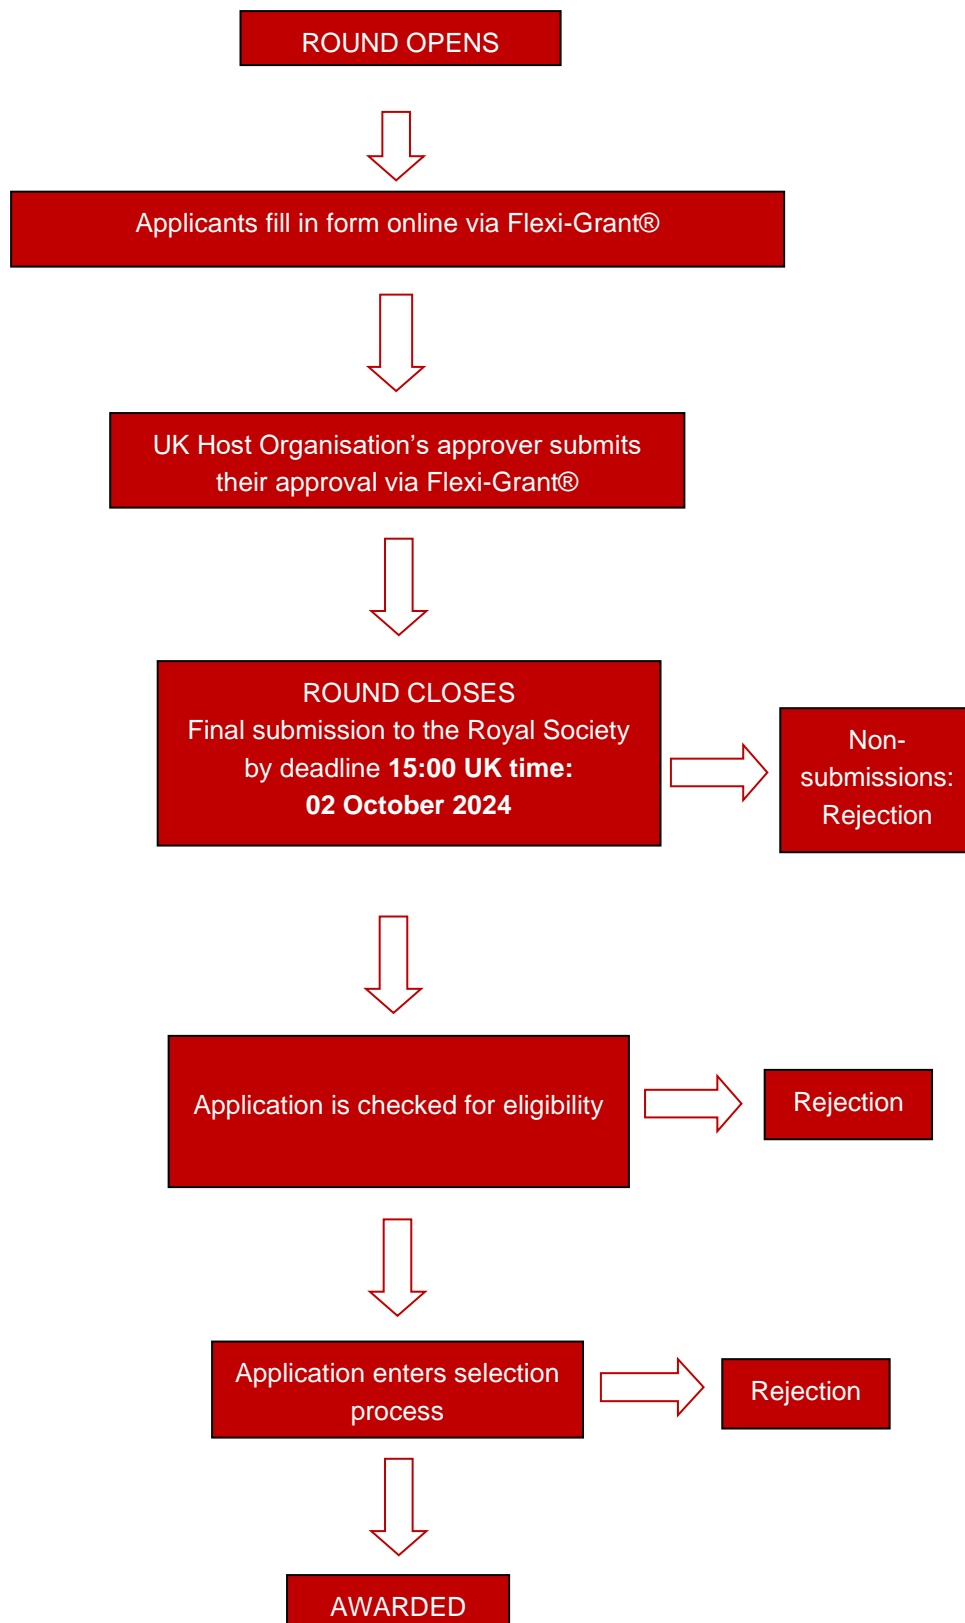 ROUND OPENS
Applicants fill in form online via Flexi-Grant®
UK Host Organisation’s approver submits
their approval via Flexi-Grant®
ROUND CLOSES
Final submission to the Royal Society
by deadline 15:00 UK time:
02 October 2024
Non-
submissions:
Rejection
Application is checked for eligibility
Rejection
Application enters selection
process
Rejection
AWARDED